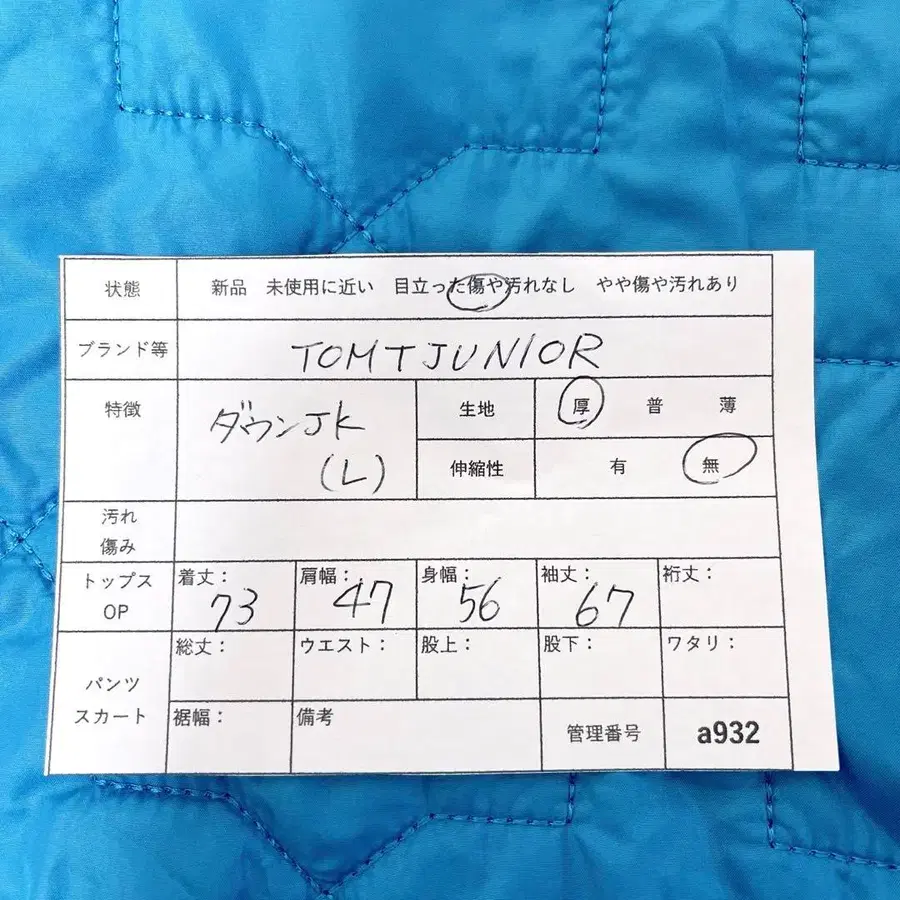 状態 新品 未使用に近い 目立った傷や汚れなし やや傷や汚れあり
ブランド等 TOMTJUNIOR
特徴 ダウンJK (L)
生地 厚 普 薄
伸縮性 有 無
汚れ
傷み
トップス
OP
着丈: 73 肩幅: 47 身幅: 56 袖丈: 67 裄丈:
パンツ
スカート
総丈: ウエスト: 股上: 股下: ワタリ:
裾幅: 備考 管理番号 a932